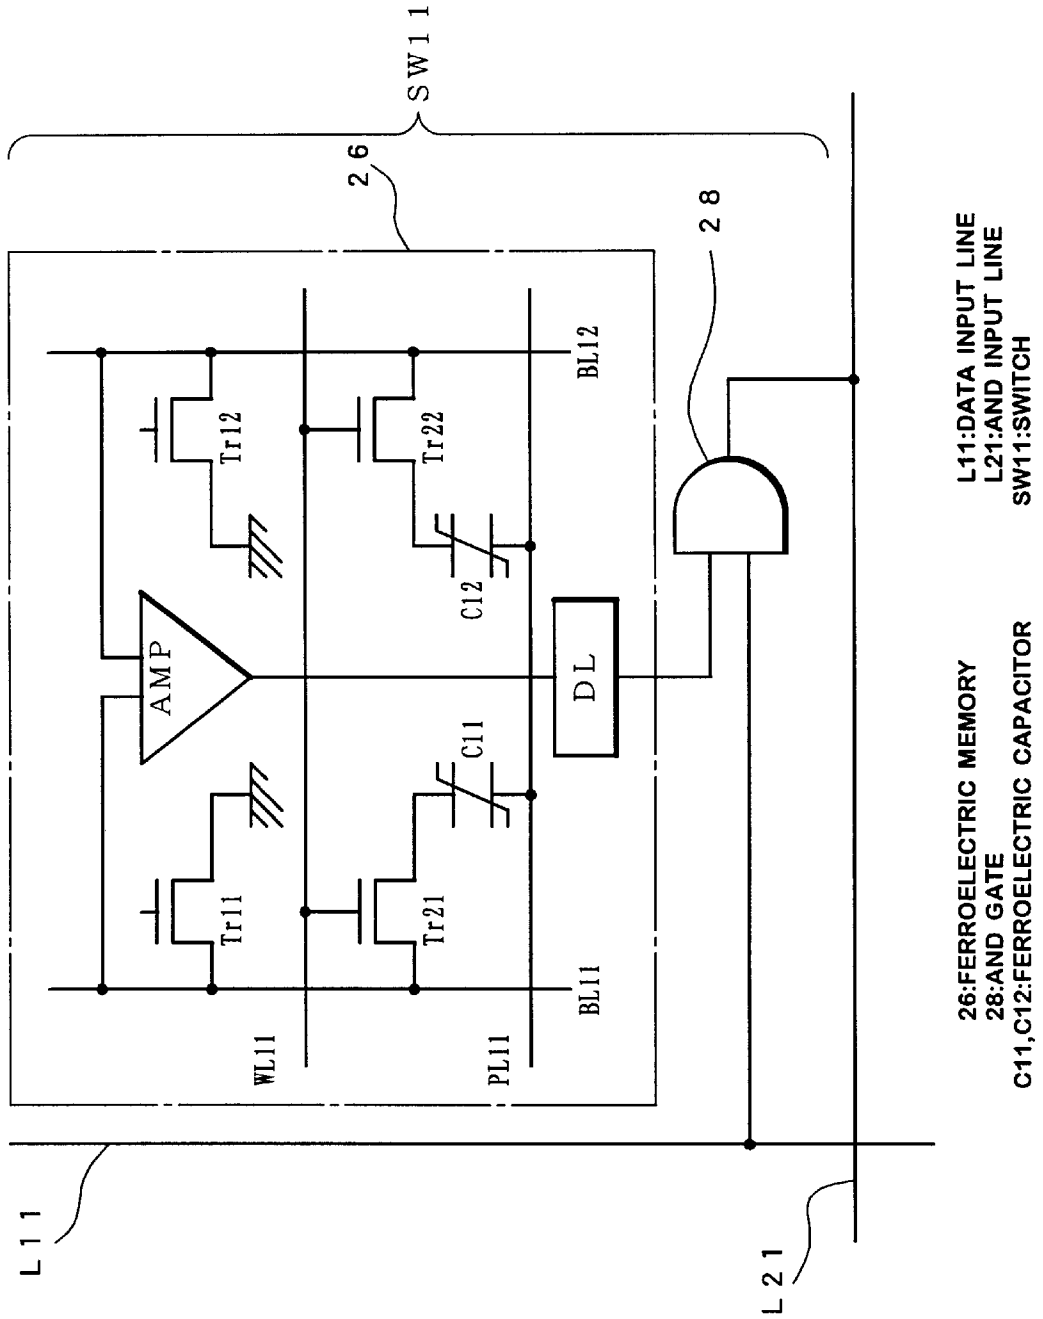 SW11
26
AMP
Tr11
Tr12
WL11
Tr21
Tr22
C11
C12
PL11
BL11
BL12
DL
28
L11
L21
26:FERROELECTRIC MEMORY
28:AND GATE
C11,C12:FERROELECTRIC CAPACITOR
L11:DATA INPUT LINE
L21:AND INPUT LINE
SW11:SWITCH